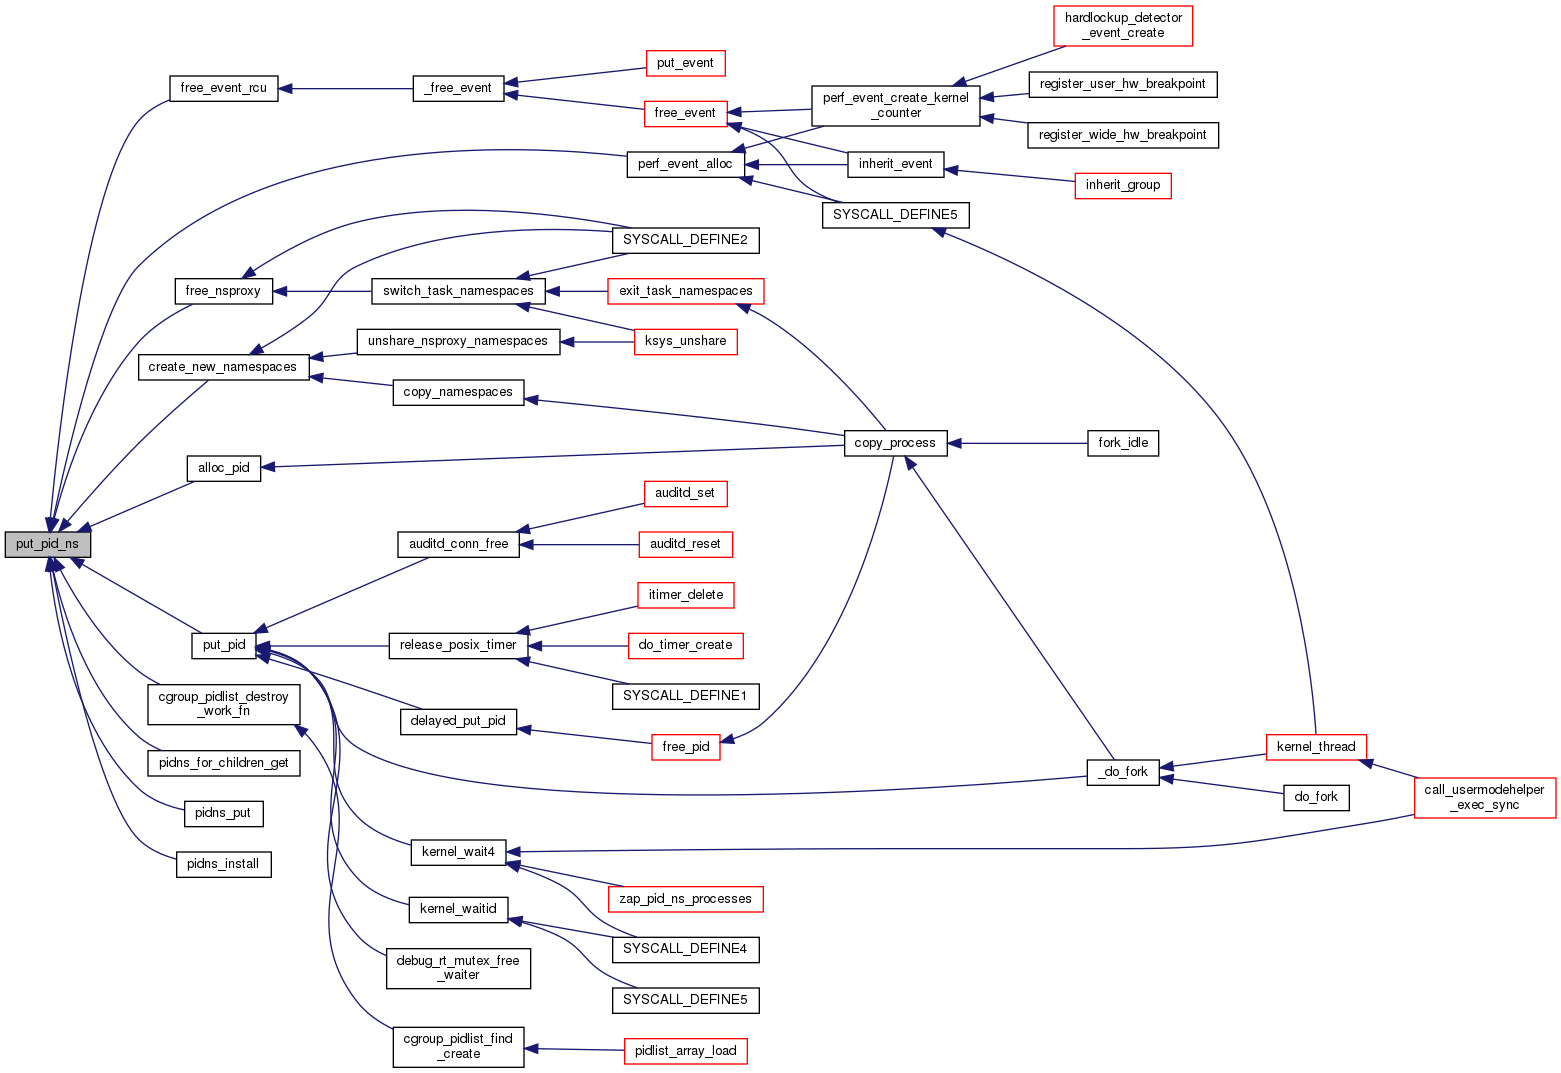 hardlockup_detector
_event_create
put_event
free_event_rcu
_free_event
register_user_hw_breakpoint
perf_event_create_kernel
_counter
free_event
register_wide_hw_breakpoint
perf_event_alloc
inherit_event
inherit_group
SYSCALL_DEFINE5
SYSCALL_DEFINE2
free_nsproxy
switch_task_namespaces
exit_task_namespaces
unshare_nsproxy_namespaces
ksys_unshare
create_new_namespaces
copy_namespaces
copy_process
fork_idle
alloc_pid
auditd_set
put_pid_ns
auditd_conn_free
auditd_reset
itimer_delete
put_pid
release_posix_timer
do_timer_create
SYSCALL_DEFINE1
cgroup_pidlist_destroy
_work_fn
delayed_put_pid
free_pid
kernel_thread
pidns_for_children_get
_do_fork
do_fork
call_usermodehelper
_exec_sync
pidns_put
kernel_wait4
pidns_install
zap_pid_ns_processes
kernel_waitid
SYSCALL_DEFINE4
debug_rt_mutex_free
_waiter
SYSCALL_DEFINE5
cgroup_pidlist_find
_create
pidlist_array_load